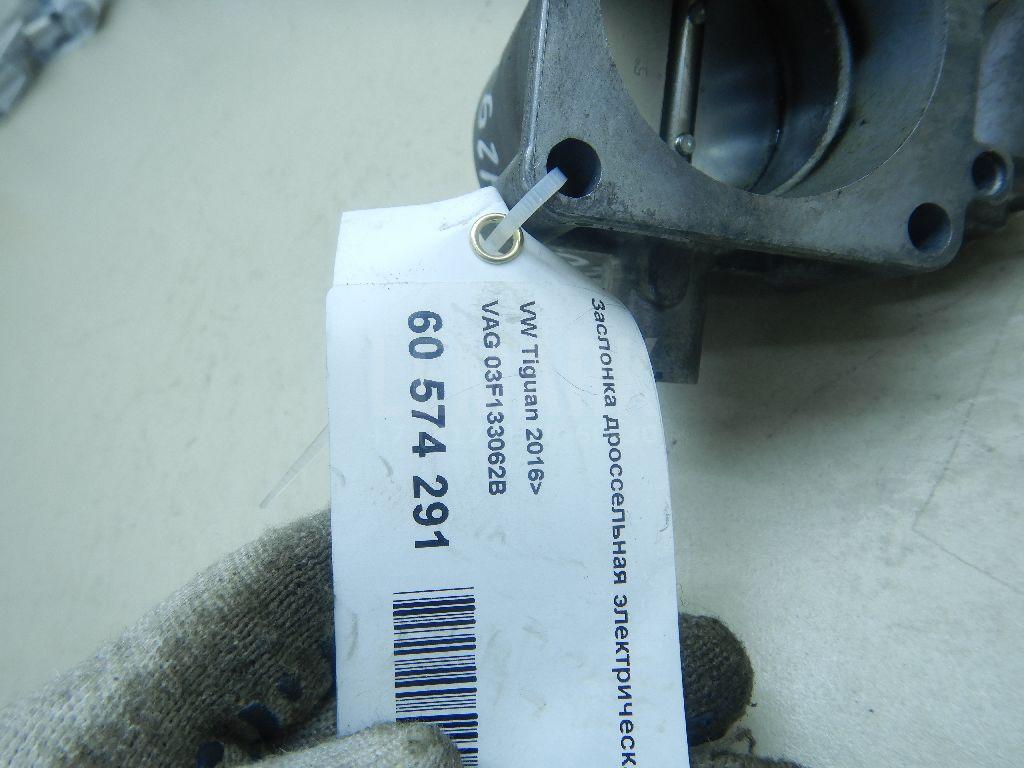 Заслонка дроссельная электрическ
VW Tiguan 2016>
VAG 03F133062B
60 574 291